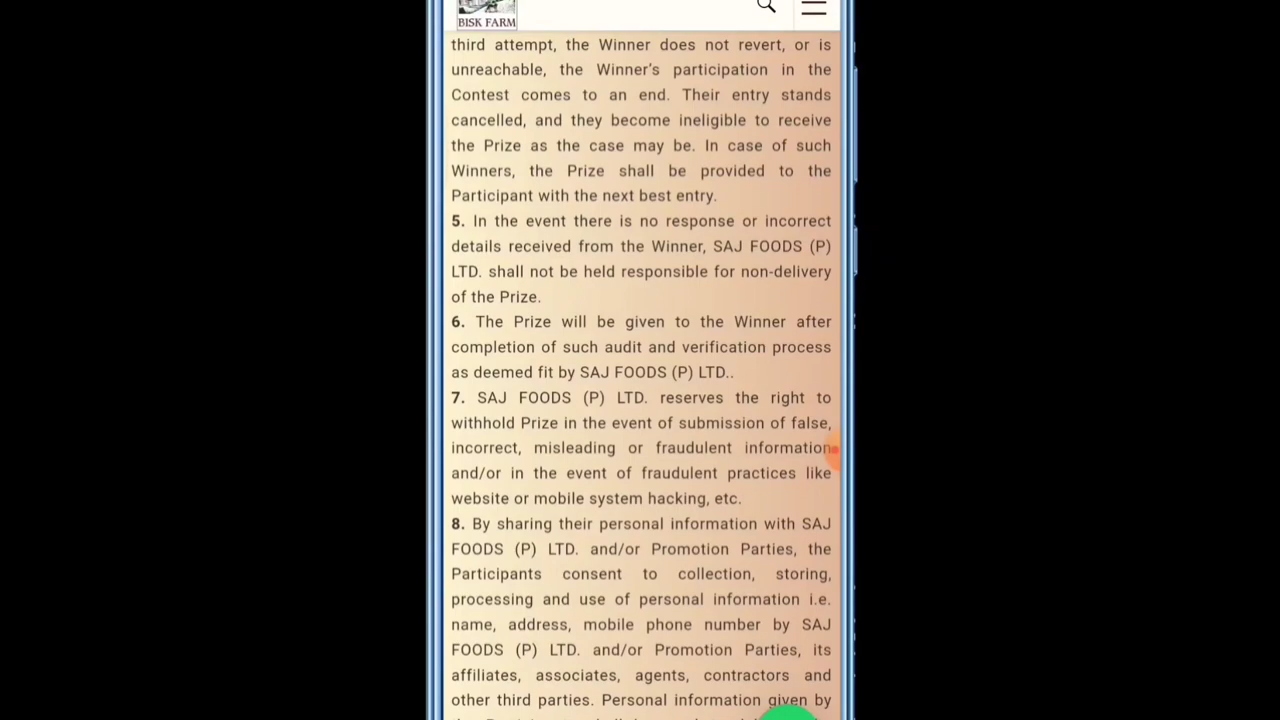 BISK FARM
third attempt, the Winner does not revert, or is
unreachable, the Winner's participation in the
Contest comes to an end. Their entry stands
cancelled, and they become ineligible to receive
the Prize as the case may be. In case of such
Winners, the Prize shall be provided to the
Participant with the next best entry.
5. In the event there is no response or incorrect
details received from the Winner, SAJ FOODS (P)
LTD. shall not be held responsible for non-delivery
of the Prize.
6. The Prize will be given to the Winner after
completion of such audit and verification process
as deemed fit by SAJ FOODS (P) LTD..
7. SAJ FOODS (P) LTD. reserves the right to
withhold Prize in the event of submission of false,
incorrect, misleading or fraudulent information
and/or in the event of fraudulent practices like
website or mobile system hacking, etc.
8. By sharing their personal information with SAJ
FOODS (P) LTD. and/or Promotion Parties, the
Participants consent to collection, storing,
processing and use of personal information i.e.
name, address, mobile phone number by SAJ
FOODS (P) LTD. and/or Promotion Parties, its
affiliates, associates, agents, contractors and
other third parties. Personal information given by